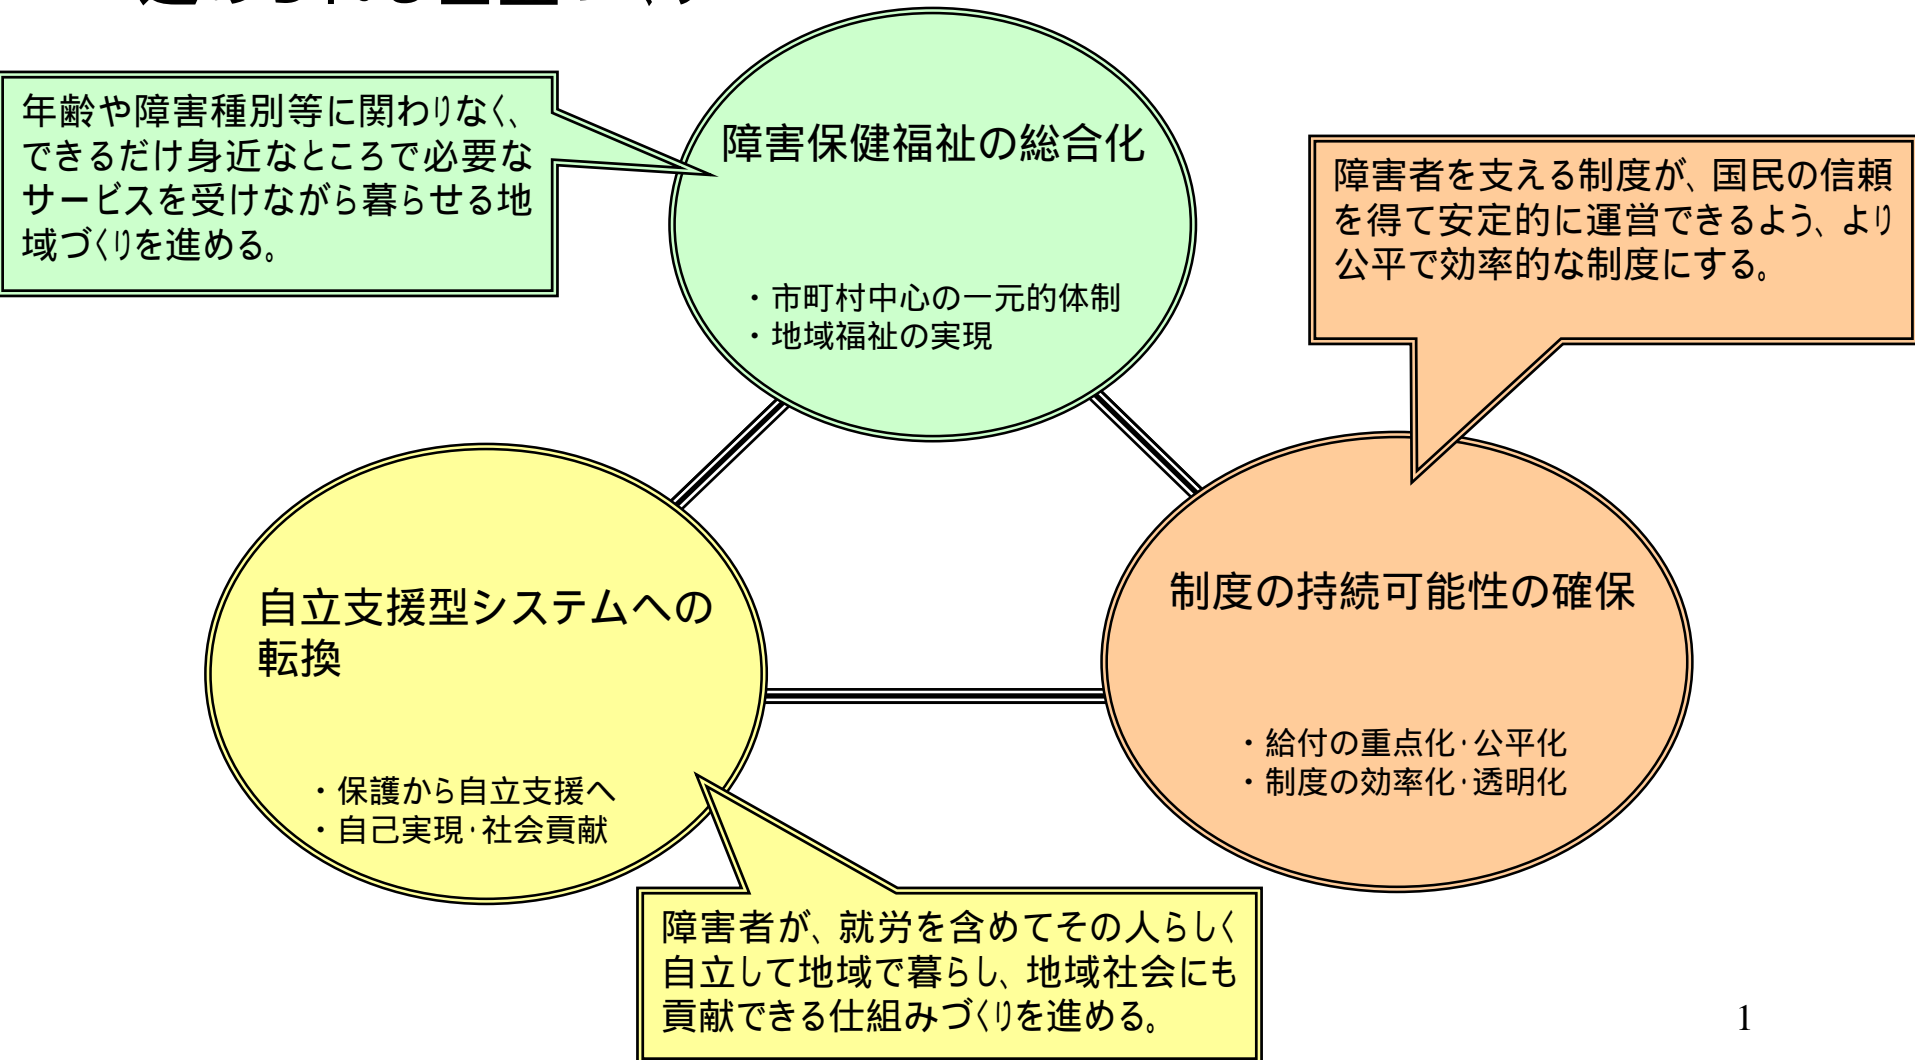 年齢や障害種別等に関わりなく、
できるだけ身近なところで必要な
サービスを受けながら暮らせる地
域づくりを進める。
障害保健福祉の総合化
・市町村中心の一元的体制
・地域福祉の実現
障害者を支える制度が、国民の信頼
を得て安定的に運営できるよう、より
公平で効率的な制度にする。
自立支援型システムへの
転換
・保護から自立支援へ
・自己実現・社会貢献
制度の持続可能性の確保
・給付の重点化・公平化
・制度の効率化・透明化
障害者が、就労を含めてその人らしく
自立して地域で暮らし、地域社会にも
貢献できる仕組みづくりを進める。
1